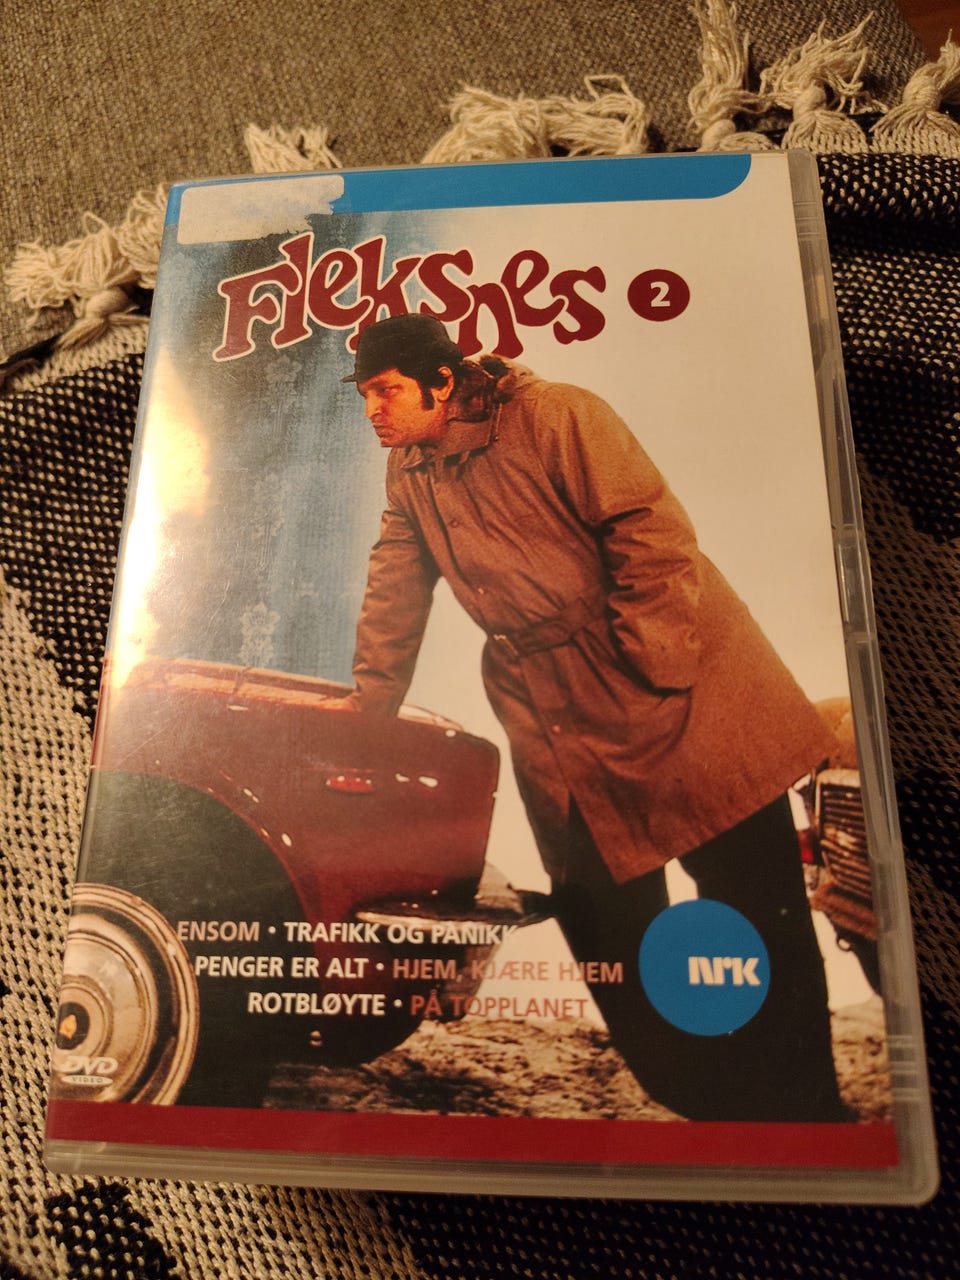 Fleksnes 2
ENSOM • TRAFIKK OG PANIKK
PENGER ER ALT • HJEM, KJÆRE HJEM
ROTBLØYTE • PÅ TOPPLANET
NRK
DVD
VIDEO